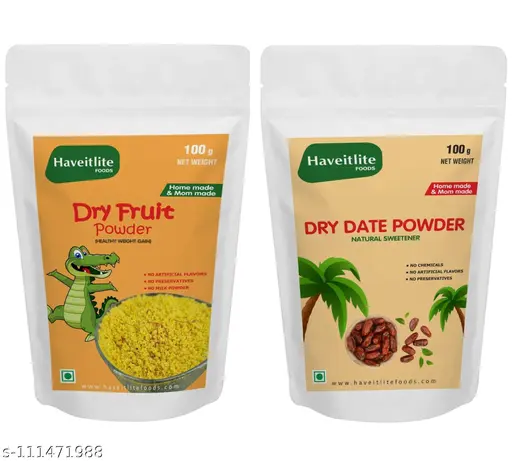 Haveitlite
FOODS
100 g
NET WEIGHT
Home made
& Mom made
Dry Fruit
Powder
(HEALTHY WEIGHT GAIN)
• NO ARTIFICIAL FLAVORS
• NO PRESERVATIVES
• NO MILK POWDER
www.haveitlitefoods.com
Haveitlite
FOODS
100 g
NET WEIGHT
Home made
& Mom made
DRY DATE POWDER
NATURAL SWEETENER
• NO CHEMICALS
• NO ARTIFICIAL FLAVORS
• NO PRESERVATIVES
www.haveitlitefoods.com
s-111471988